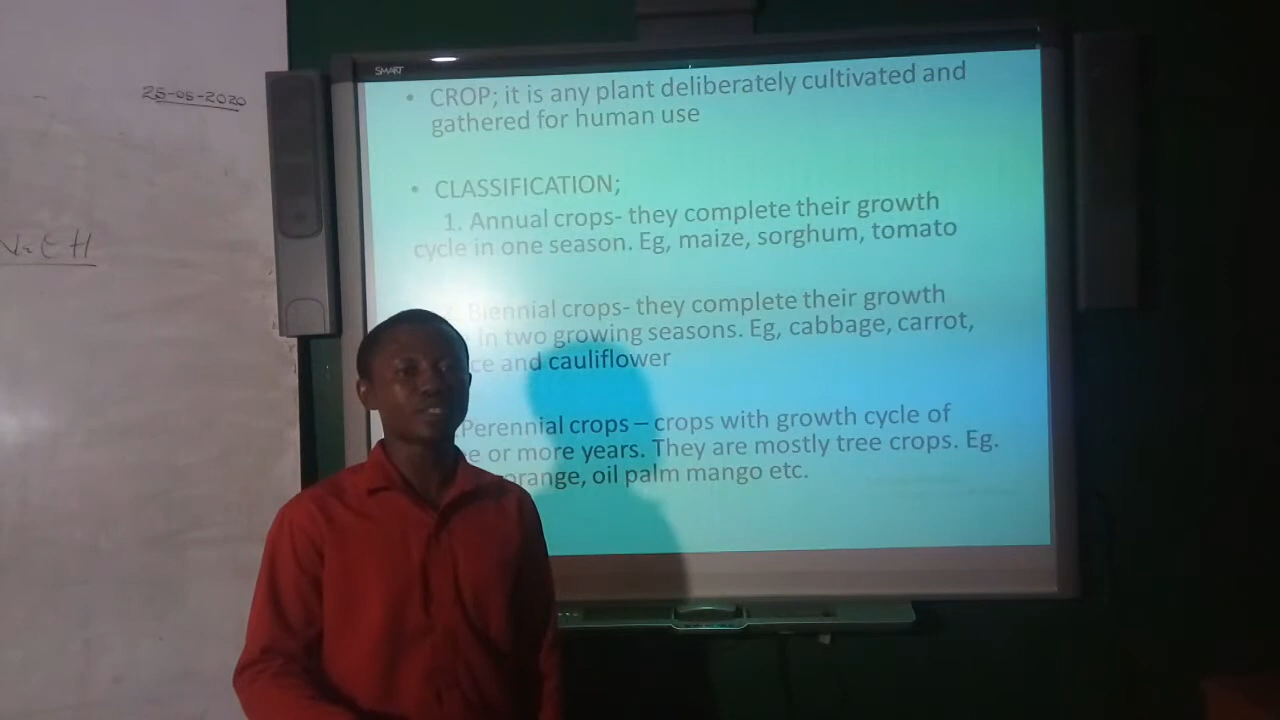 SMART
25-05-2020
• CROP; it is any plant deliberately cultivated and
gathered for human use
• CLASSIFICATION;
1. Annual crops- they complete their growth
cycle in one season. Eg, maize, sorghum, tomato
Biennial crops- they complete their growth
in two growing seasons. Eg, cabbage, carrot,
and cauliflower
Perennial crops – crops with growth cycle of
or more years. They are mostly tree crops. Eg.
orange, oil palm mango etc.